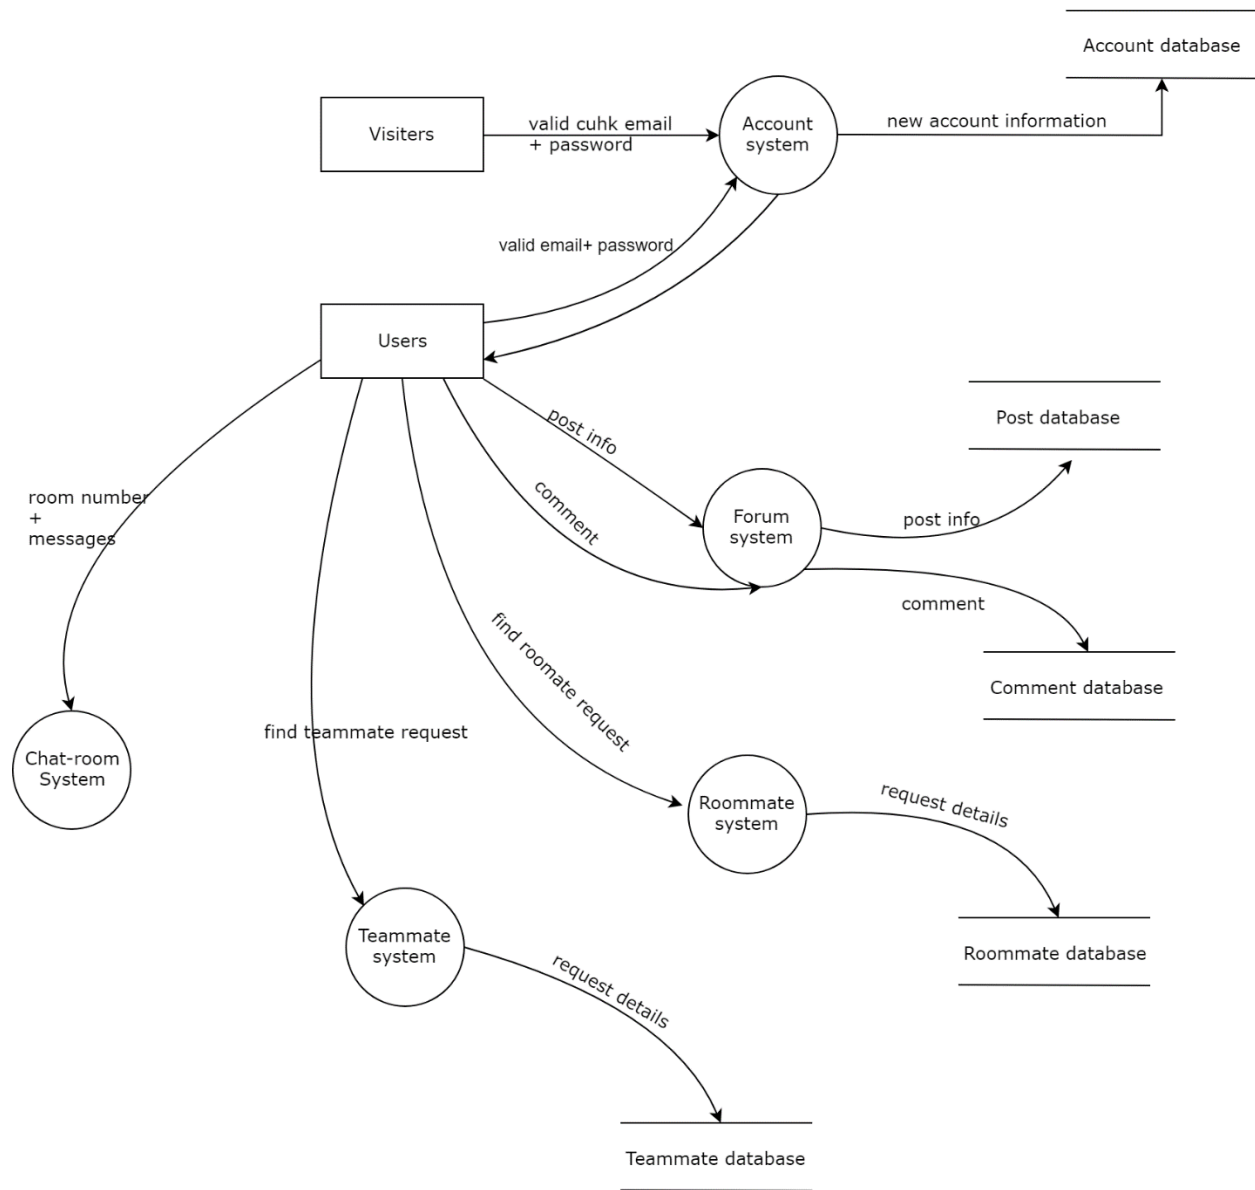 Account database
Visiters
valid cuhk email
+ password
Account
system
new account information
valid email+ password
Users
post info
Post database
comment
Forum
system
post info
room number
+
messages
comment
find roomate request
Comment database
find teammate request
Chat-room
System
Roommate
system
request details
Teammate
system
request details
Roommate database
Teammate database